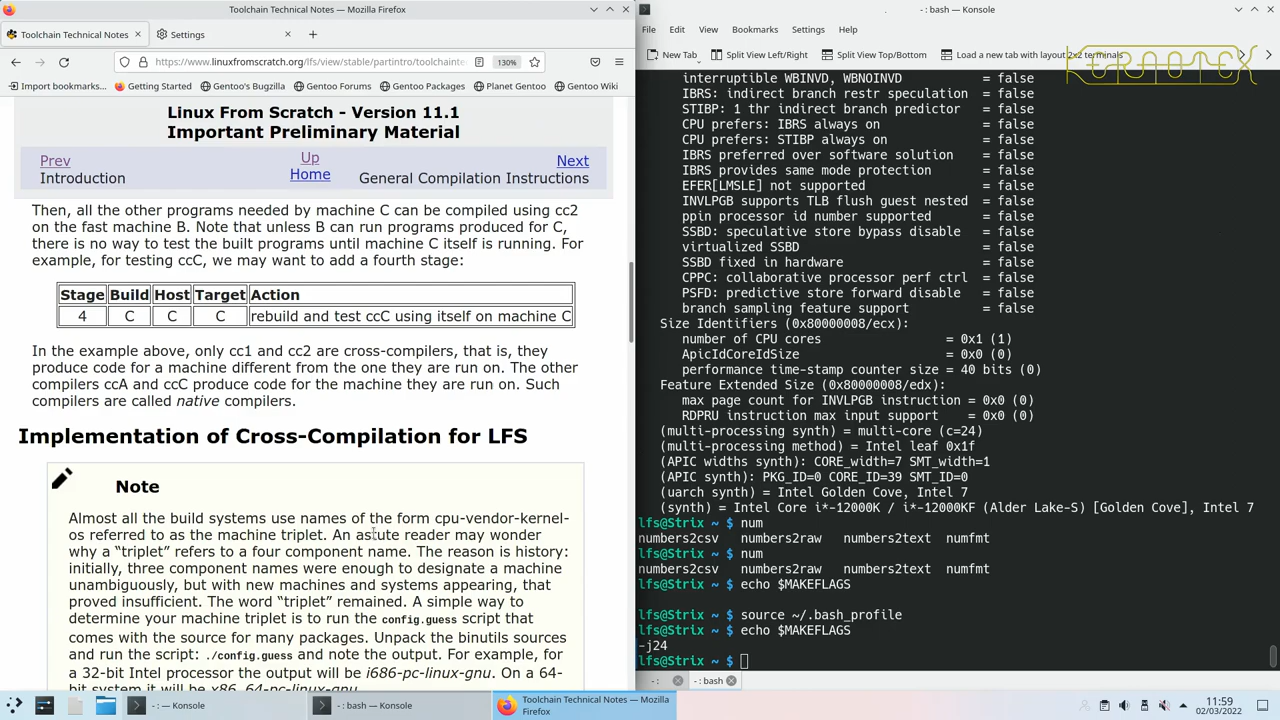 Toolchain Technical Notes — Mozilla Firefox
Toolchain Technical Notes
Settings
https://www.linuxfromscratch.org/lfs/view/stable/partintro/toolchainte
130%
Import bookmarks...
Getting Started
Gentoo's Bugzilla
Gentoo Forums
Gentoo Packages
Planet Gentoo
Gentoo Wiki
Linux From Scratch - Version 11.1
Important Preliminary Material
Prev
Up
Next
Introduction
Home
General Compilation Instructions
Then, all the other programs needed by machine C can be compiled using cc2
on the fast machine B. Note that unless B can run programs produced for C,
there is no way to test the built programs until machine C itself is running. For
example, for testing ccC, we may want to add a fourth stage:
Stage Build Host Target Action
4 C C C rebuild and test ccC using itself on machine C
In the example above, only cc1 and cc2 are cross-compilers, that is, they
produce code for a machine different from the one they are run on. The other
compilers ccA and ccC produce code for the machine they are run on. Such
compilers are called native compilers.
Implementation of Cross-Compilation for LFS
Note
Almost all the build systems use names of the form cpu-vendor-kernel-
os referred to as the machine triplet. An astute reader may wonder
why a “triplet” refers to a four component name. The reason is history:
initially, three component names were enough to designate a machine
unambiguously, but with new machines and systems appearing, that
proved insufficient. The word “triplet” remained. A simple way to
determine your machine triplet is to run the config.guess script that
comes with the source for many packages. Unpack the binutils sources
and run the script: ./config.guess and note the output. For example, for
a 32-bit Intel processor the output will be i686-pc-linux-gnu. On a 64-
bit system it will be x86_64-pc-linux-gnu.
- : bash — Konsole
File Edit View Bookmarks Settings Help
New Tab Split View Left/Right Split View Top/Bottom Load a new tab with layout 2x2 terminals
KERNOTEX
interruptible WBINVD, WBNOINVD = false
IBRS: indirect branch restr speculation = false
STIBP: 1 thr indirect branch predictor = false
CPU prefers: IBRS always on = false
CPU prefers: STIBP always on = false
IBRS preferred over software solution = false
IBRS provides same mode protection = false
EFER[LMSLE] not supported = false
INVLPGB supports TLB flush guest nested = false
ppin processor id number supported = false
SSBD: speculative store bypass disable = false
virtualized SSBD = false
SSBD fixed in hardware = false
CPPC: collaborative processor perf ctrl = false
PSFD: predictive store forward disable = false
branch sampling feature support = false
Size Identifiers (0x80000008/ecx):
number of CPU cores = 0x1 (1)
ApicIdCoreIdSize = 0x0 (0)
performance time-stamp counter size = 40 bits (0)
Feature Extended Size (0x80000008/edx):
max page count for INVLPGB instruction = 0x0 (0)
RDPRU instruction max input support = 0x0 (0)
(multi-processing synth) = multi-core (c=24)
(multi-processing method) = Intel leaf 0x1f
(APIC widths synth): CORE_width=7 SMT_width=1
(APIC synth): PKG_ID=0 CORE_ID=39 SMT_ID=0
(uarch synth) = Intel Golden Cove, Intel 7
(synth) = Intel Core i*-12000K / i*-12000KF (Alder Lake-S) [Golden Cove], Intel 7
lfs@Strix ~ $ num
numbers2csv numbers2raw numbers2text numfmt
lfs@Strix ~ $ num
numbers2csv numbers2raw numbers2text numfmt
lfs@Strix ~ $ echo $MAKEFLAGS
lfs@Strix ~ $ source ~/.bash_profile
lfs@Strix ~ $ echo $MAKEFLAGS
-j24
lfs@Strix ~ $
- :
- : bash
- : — Konsole
- : bash — Konsole
Toolchain Technical Notes — Mozilla
Firefox
11:59
02/03/2022